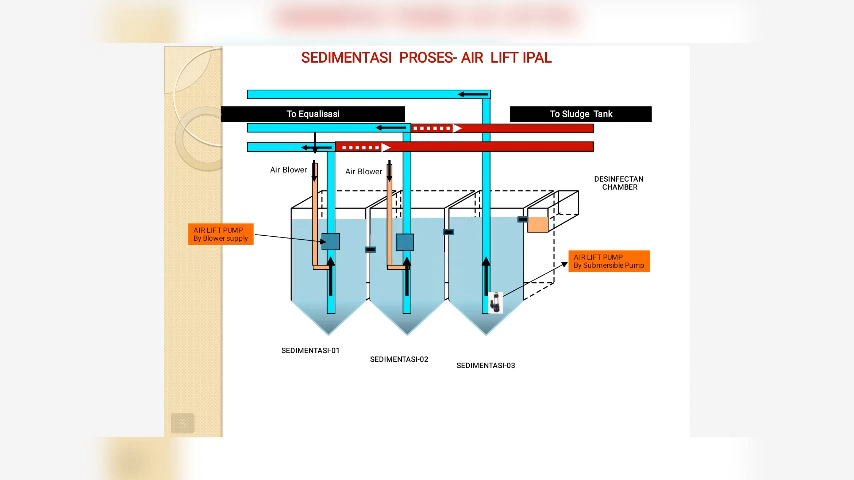 SEDIMENTASI PROSES- AIR LIFT IPAL
To Equalisasi
To Sludge Tank
Air Blower
Air Blower
DESINFECTAN
CHAMBER
AIR LIFT PUMP
By Blower supply
AIR LIFT PUMP
By Submersible Pump
SEDIMENTASI-01
SEDIMENTASI-02
SEDIMENTASI-03